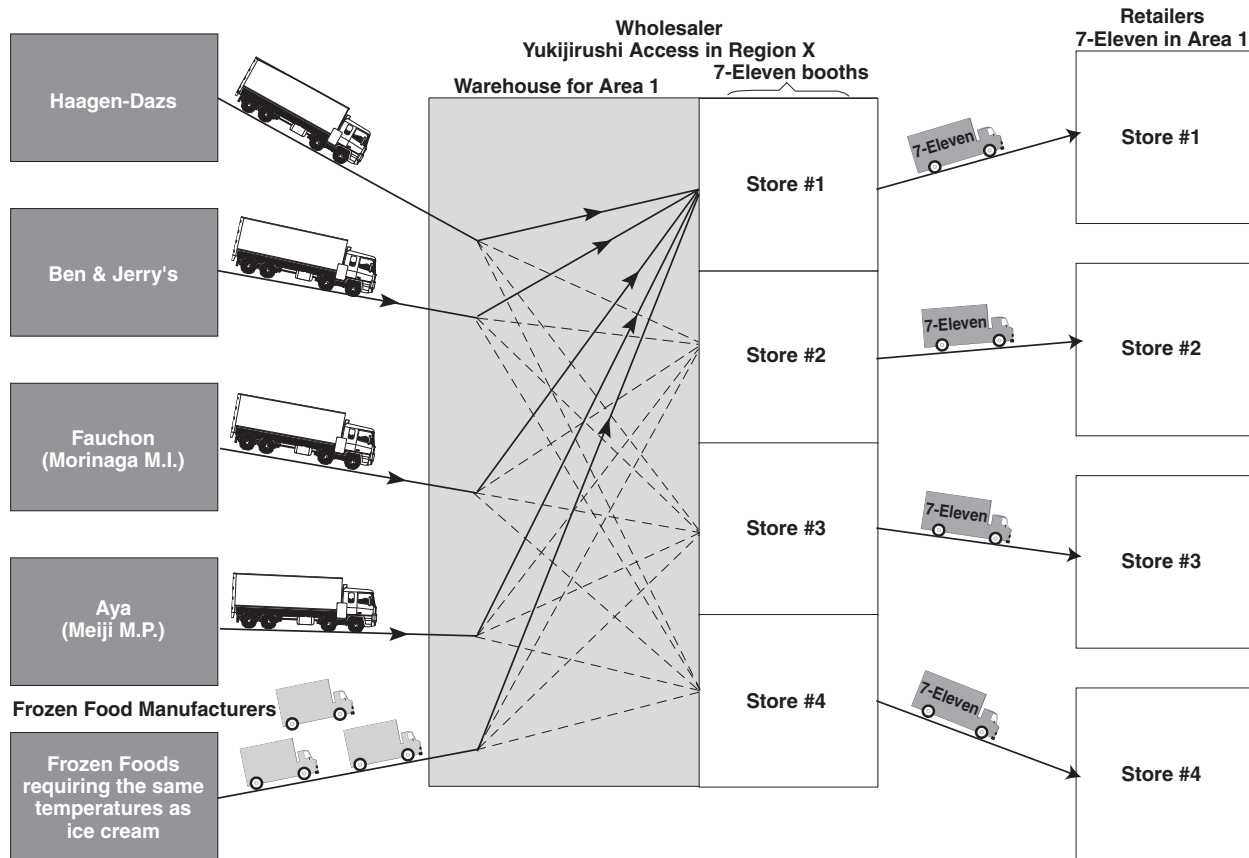 Wholesaler
Yukijirushi Access in Region X
Warehouse for Area 1
7-Eleven booths
Retailers
7-Eleven in Area 1
Haagen-Dazs
Ben & Jerry's
Fauchon
(Morinaga M.I.)
Aya
(Meiji M.P.)
Frozen Food Manufacturers
Frozen Foods
requiring the same
temperatures as
ice cream
Store #1
Store #2
Store #3
Store #4
7-Eleven
7-Eleven
7-Eleven
7-Eleven
Store #1
Store #2
Store #3
Store #4